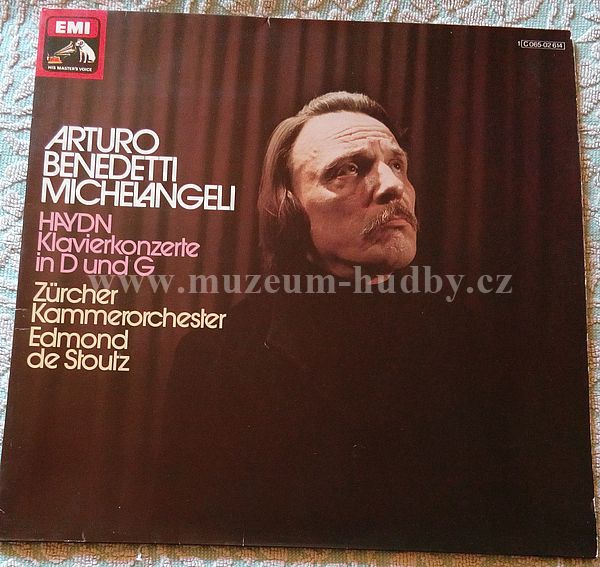 EMI
HIS MASTER'S VOICE
1 C 065-02 614
ARTURO
BENEDETTI
MICHELANGELI
HAYDN
Klavierkonzerte
in D und G
www.muzeum-hudby.cz
Zürcher
Kammerorchester
Edmond
de Stoutz